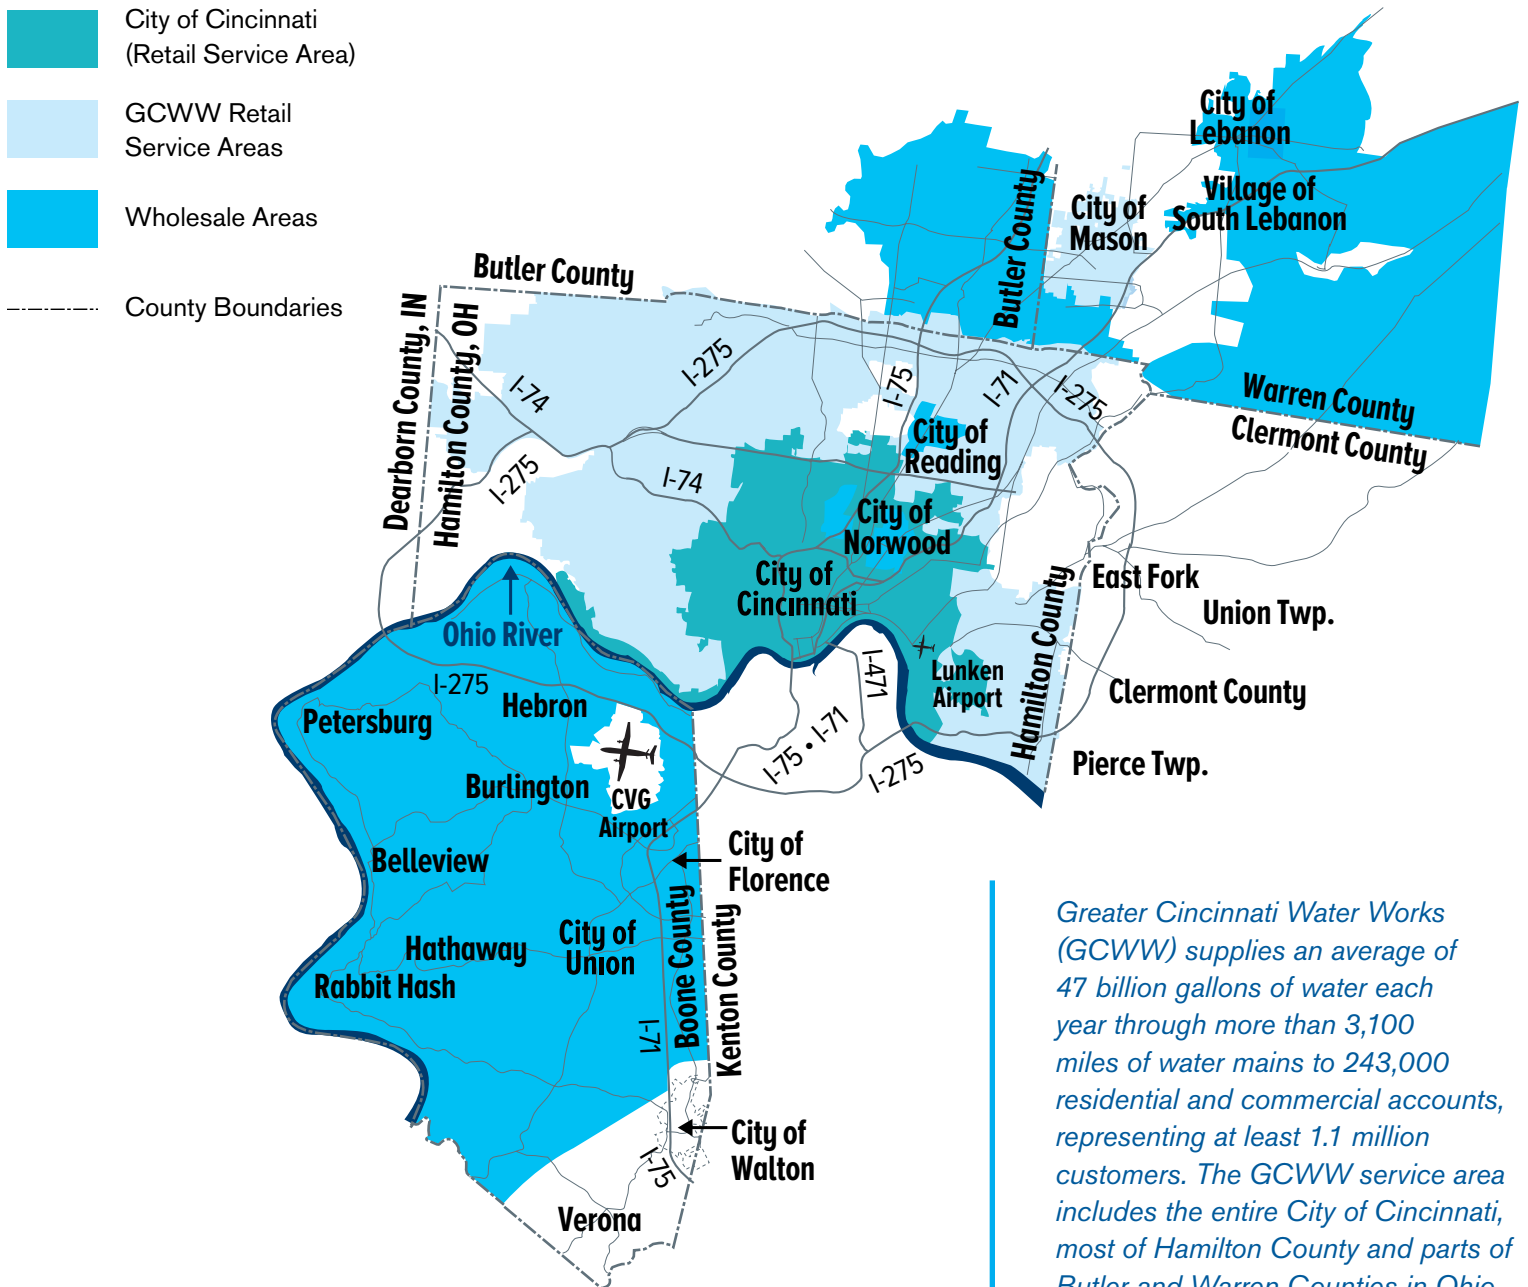 City of Cincinnati
(Retail Service Area)
GCWW Retail
Service Areas
Wholesale Areas
County Boundaries
City of
Lebanon
Village of
South Lebanon
City of
Mason
Butler County
Butler County
Dearborn County, IN
Hamilton County, OH
I-275
I-74
I-75
I-71
I-275
Warren County
Clermont County
City of
Reading
I-275
I-74
City of
Norwood
City of
Cincinnati
East Fork
Union Twp.
Ohio River
Hamilton County
I-471
Lunken
Airport
Clermont County
I-275
Hebron
Petersburg
I-75 • I-71
I-275
Pierce Twp.
Burlington
CVG
Airport
City of
Florence
Belleview
Boone County
Kenton County
Hathaway
City of
Union
Rabbit Hash
I-71
City of
Walton
I-75
Verona
Greater Cincinnati Water Works
(GCWW) supplies an average of
47 billion gallons of water each
year through more than 3,100
miles of water mains to 243,000
residential and commercial accounts,
representing at least 1.1 million
customers. The GCWW service area
includes the entire City of Cincinnati,
most of Hamilton County and parts of
Butler and Warren Counties in Ohio